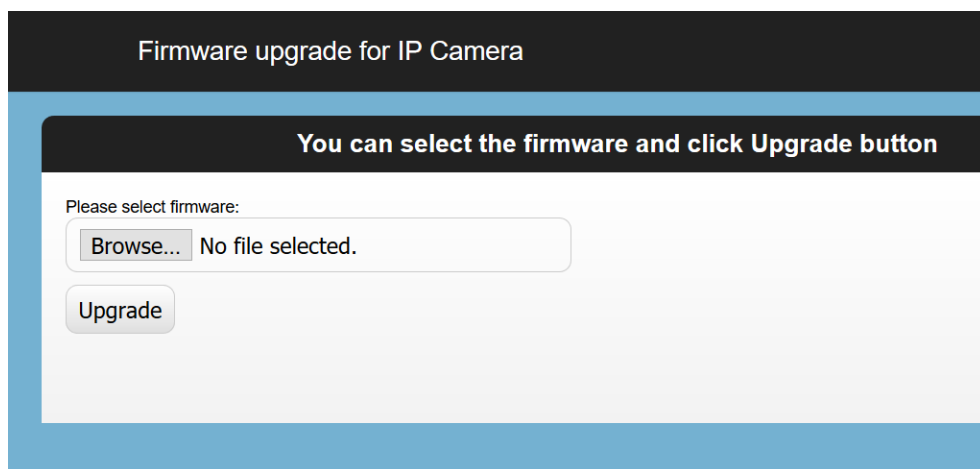 Firmware upgrade for IP Camera
You can select the firmware and click Upgrade button
Please select firmware:
Browse... No file selected.
Upgrade